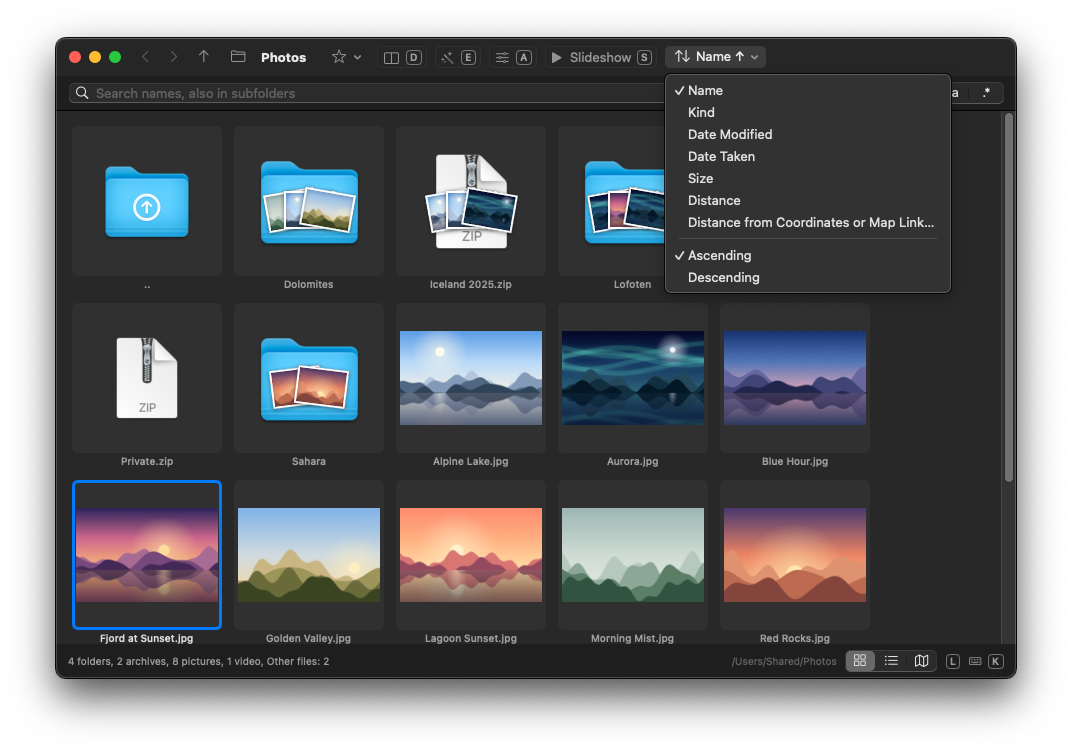 Photos
D
E
A
Slideshow
S
Name
Search names, also in subfolders
a
.*
Name
Kind
Date Modified
Date Taken
Size
Distance
Distance from Coordinates or Map Link...
Ascending
Descending
ZIP
..
Dolomites
Iceland 2025.zip
Lofoten
ZIP
Private.zip
Sahara
Alpine Lake.jpg
Aurora.jpg
Blue Hour.jpg
Fjord at Sunset.jpg
Golden Valley.jpg
Lagoon Sunset.jpg
Morning Mist.jpg
Red Rocks.jpg
4 folders, 2 archives, 8 pictures, 1 video, Other files: 2
/Users/Shared/Photos
L
K